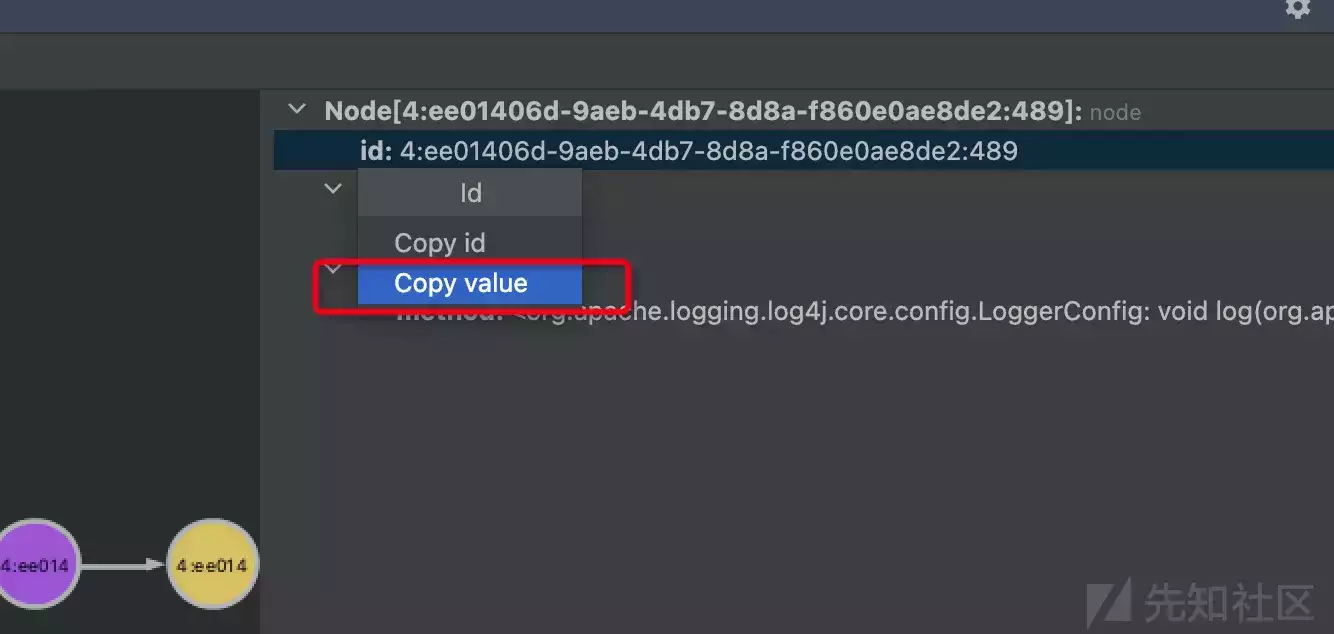 Node[4:ee01406d-9aeb-4db7-8d8a-f860e0ae8de2:489]: node
id: 4:ee01406d-9aeb-4db7-8d8a-f860e0ae8de2:489
Id
Copy id
Copy value
method: <org.apache.logging.log4j.core.config.LoggerConfig: void log(org.ap
4:ee014
4:ee014
先知社区